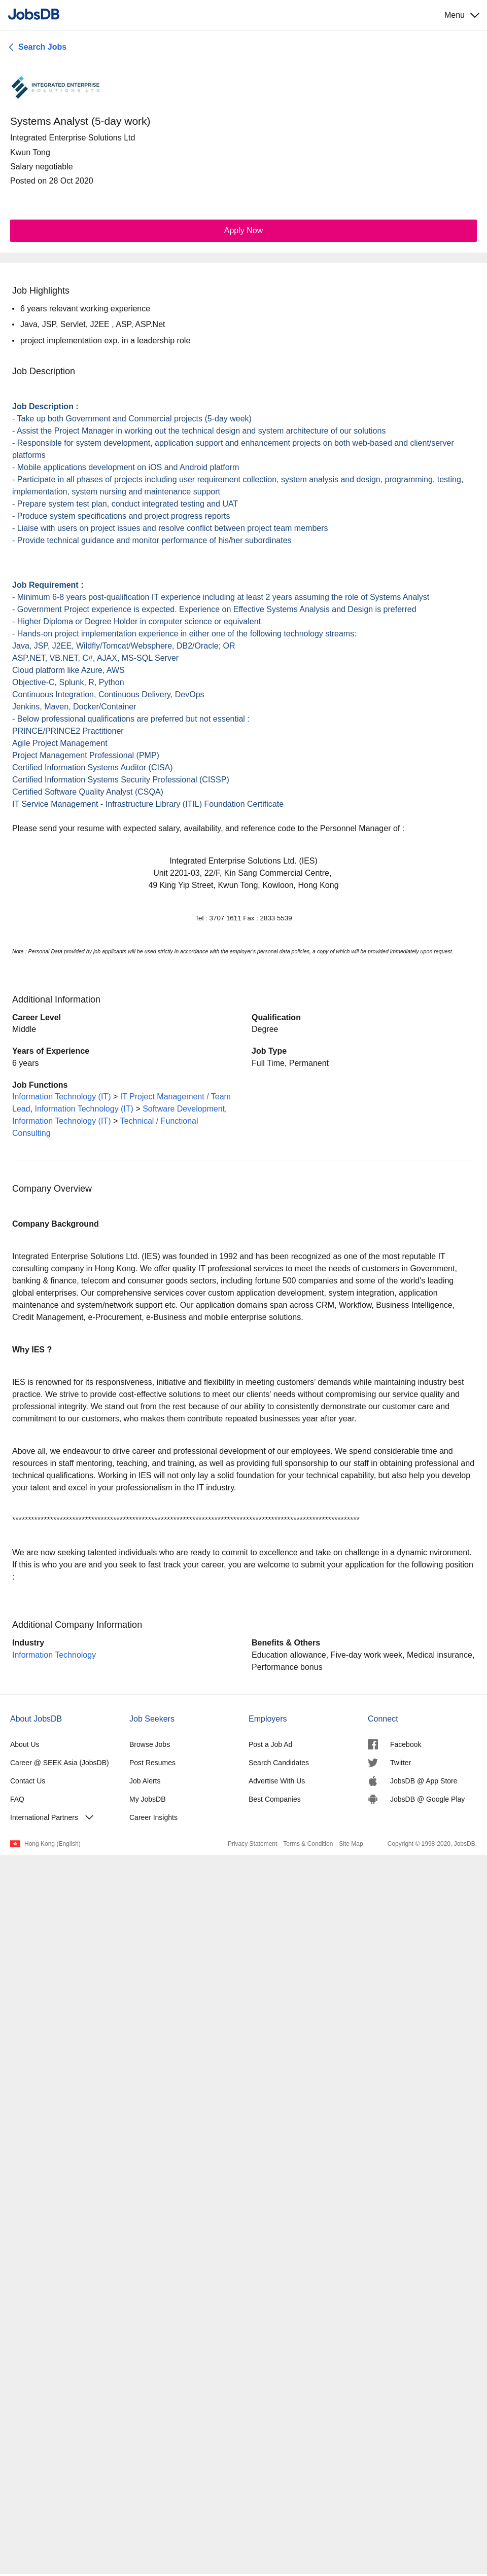 JobsDB
Menu
Search Jobs
INTEGRATED ENTERPRISE
SOLUTIONS LTD
Systems Analyst (5-day work)
Integrated Enterprise Solutions Ltd
Kwun Tong
Salary negotiable
Posted on 28 Oct 2020
Apply Now
Job Highlights
• 6 years relevant working experience
• Java, JSP, Servlet, J2EE , ASP, ASP.Net
• project implementation exp. in a leadership role
Job Description
Job Description :
- Take up both Government and Commercial projects (5-day week)
- Assist the Project Manager in working out the technical design and system architecture of our solutions
- Responsible for system development, application support and enhancement projects on both web-based and client/server
platforms
- Mobile applications development on iOS and Android platform
- Participate in all phases of projects including user requirement collection, system analysis and design, programming, testing,
implementation, system nursing and maintenance support
- Prepare system test plan, conduct integrated testing and UAT
- Produce system specifications and project progress reports
- Liaise with users on project issues and resolve conflict between project team members
- Provide technical guidance and monitor performance of his/her subordinates
Job Requirement :
- Minimum 6-8 years post-qualification IT experience including at least 2 years assuming the role of Systems Analyst
- Government Project experience is expected. Experience on Effective Systems Analysis and Design is preferred
- Higher Diploma or Degree Holder in computer science or equivalent
- Hands-on project implementation experience in either one of the following technology streams:
Java, JSP, J2EE, Wildfly/Tomcat/Websphere, DB2/Oracle; OR
ASP.NET, VB.NET, C#, AJAX, MS-SQL Server
Cloud platform like Azure, AWS
Objective-C, Splunk, R, Python
Continuous Integration, Continuous Delivery, DevOps
Jenkins, Maven, Docker/Container
- Below professional qualifications are preferred but not essential :
PRINCE/PRINCE2 Practitioner
Agile Project Management
Project Management Professional (PMP)
Certified Information Systems Auditor (CISA)
Certified Information Systems Security Professional (CISSP)
Certified Software Quality Analyst (CSQA)
IT Service Management - Infrastructure Library (ITIL) Foundation Certificate
Please send your resume with expected salary, availability, and reference code to the Personnel Manager of :
Integrated Enterprise Solutions Ltd. (IES)
Unit 2201-03, 22/F, Kin Sang Commercial Centre,
49 King Yip Street, Kwun Tong, Kowloon, Hong Kong
Tel : 3707 1611 Fax : 2833 5539
Note : Personal Data provided by job applicants will be used strictly in accordance with the employer's personal data policies, a copy of which will be provided immediately upon request.
Additional Information
Career Level
Middle
Qualification
Degree
Years of Experience
6 years
Job Type
Full Time, Permanent
Job Functions
Information Technology (IT) > IT Project Management / Team
Lead, Information Technology (IT) > Software Development,
Information Technology (IT) > Technical / Functional
Consulting
Company Overview
Company Background
Integrated Enterprise Solutions Ltd. (IES) was founded in 1992 and has been recognized as one of the most reputable IT
consulting company in Hong Kong. We offer quality IT professional services to meet the needs of customers in Government,
banking & finance, telecom and consumer goods sectors, including fortune 500 companies and some of the world's leading
global enterprises. Our comprehensive services cover custom application development, system integration, application
maintenance and system/network support etc. Our application domains span across CRM, Workflow, Business Intelligence,
Credit Management, e-Procurement, e-Business and mobile enterprise solutions.
Why IES ?
IES is renowned for its responsiveness, initiative and flexibility in meeting customers' demands while maintaining industry best
practice. We strive to provide cost-effective solutions to meet our clients' needs without compromising our service quality and
professional integrity. We stand out from the rest because of our ability to consistently demonstrate our customer care and
commitment to our customers, who makes them contribute repeated businesses year after year.
Above all, we endeavour to drive career and professional development of our employees. We spend considerable time and
resources in staff mentoring, teaching, and training, as well as providing full sponsorship to our staff in obtaining professional and
technical qualifications. Working in IES will not only lay a solid foundation for your technical capability, but also help you develop
your talent and excel in your professionalism in the IT industry.
**************************************************************************************************************
We are now seeking talented individuals who are ready to commit to excellence and take on challenge in a dynamic nvironment.
If this is who you are and you seek to fast track your career, you are welcome to submit your application for the following position
:
Additional Company Information
Industry
Information Technology
Benefits & Others
Education allowance, Five-day work week, Medical insurance,
Performance bonus
About JobsDB
About Us
Career @ SEEK Asia (JobsDB)
Contact Us
FAQ
International Partners
Job Seekers
Browse Jobs
Post Resumes
Job Alerts
My JobsDB
Career Insights
Employers
Post a Job Ad
Search Candidates
Advertise With Us
Best Companies
Connect
Facebook
Twitter
JobsDB @ App Store
JobsDB @ Google Play
Hong Kong (English)
Privacy Statement Terms & Condition Site Map
Copyright © 1998-2020, JobsDB.